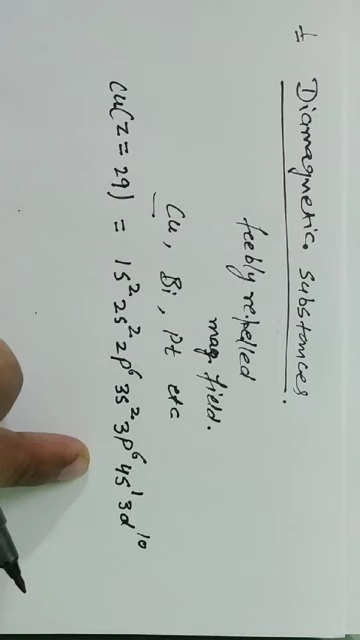 1- Diamagnetic substances.
feebly repelled
mag. field.
Cu, Bi, Pt etc
Cu(Z=29) = 1s² 2s² 2p⁶ 3s² 3p⁶ 4s¹ 3d¹⁰